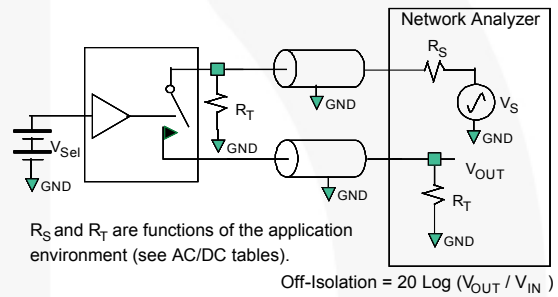 Network Analyzer
R_S
R_T
GND
V_S
V_Sel
GND
GND
GND
V_OUT
GND
GND
R_T
GND
R_S and R_T are functions of the application
environment (see AC/DC tables).
Off-Isolation = 20 Log (V_OUT / V_IN )